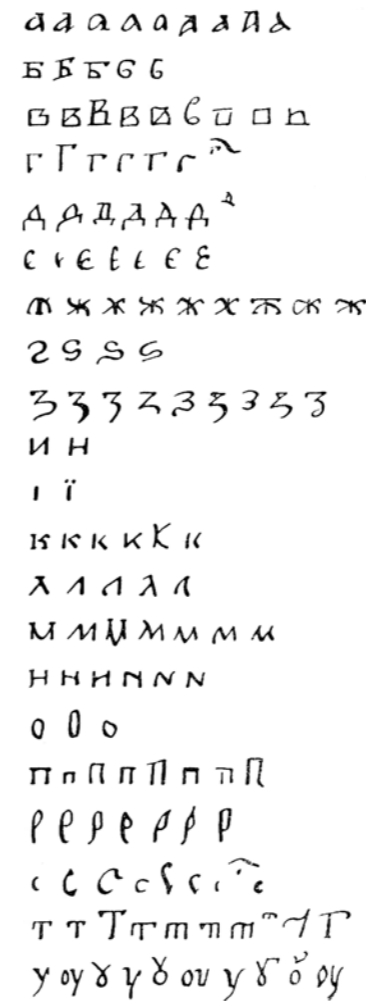 а а а а а а а а а
Б Б Б Б Б
в в В в в в в в в
г Г г г г г г
д д д д д д д
є є є є є є є
ж ж ж ж ж ж ж ж ж
ѕ ѕ ѕ ѕ
з з з з з з з з з
и н
і ї
к к к к К к
л л л л л
м м м м м м м
н н н н н н
о о о
п п п п п п п п
р р р р р р р
с с с с с с с с с
т т Т т т т т т т т
у оу ꙋ у ꙋ оу у ꙋ ꙋ оу